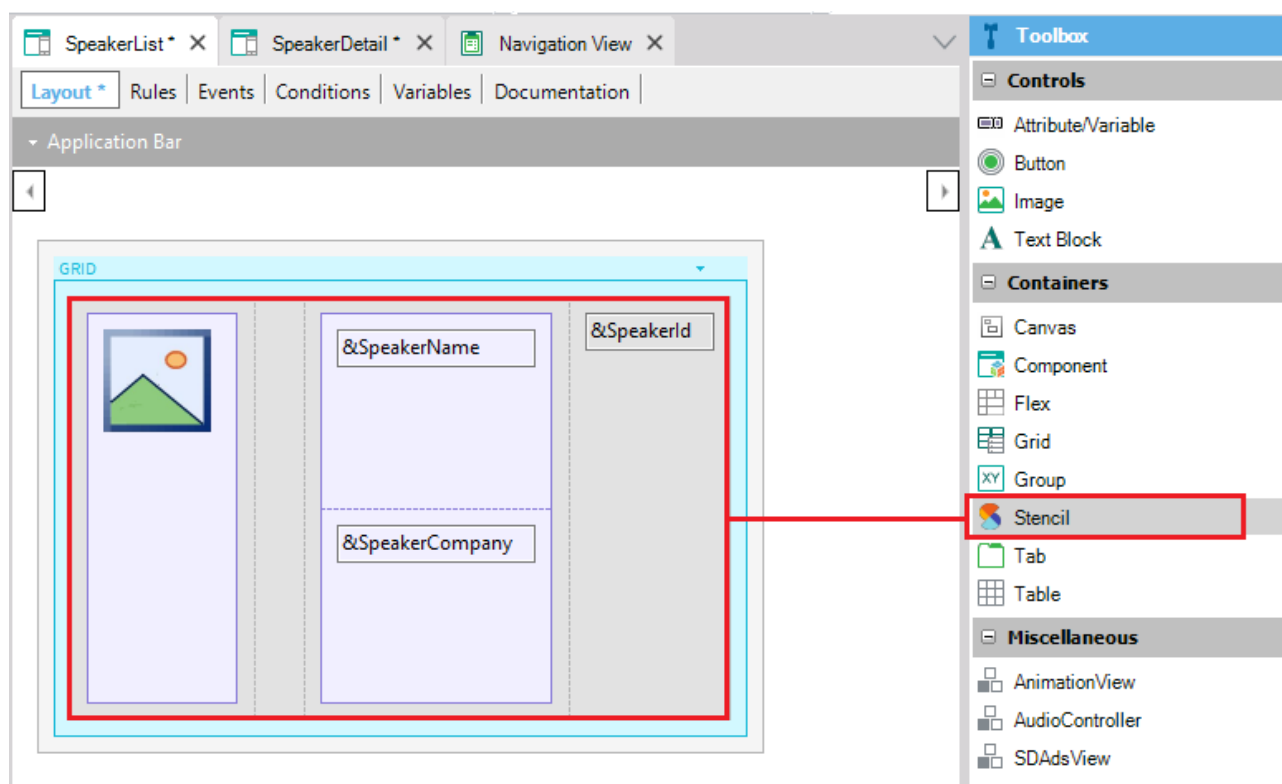 SpeakerList * SpeakerDetail * Navigation View
Layout * Rules Events Conditions Variables Documentation
Application Bar
GRID
&SpeakerName
&SpeakerId
&SpeakerCompany
Toolbox
Controls
Attribute/Variable
Button
Image
Text Block
Containers
Canvas
Component
Flex
Grid
XY Group
Stencil
Tab
Table
Miscellaneous
AnimationView
AudioController
SDAdsView